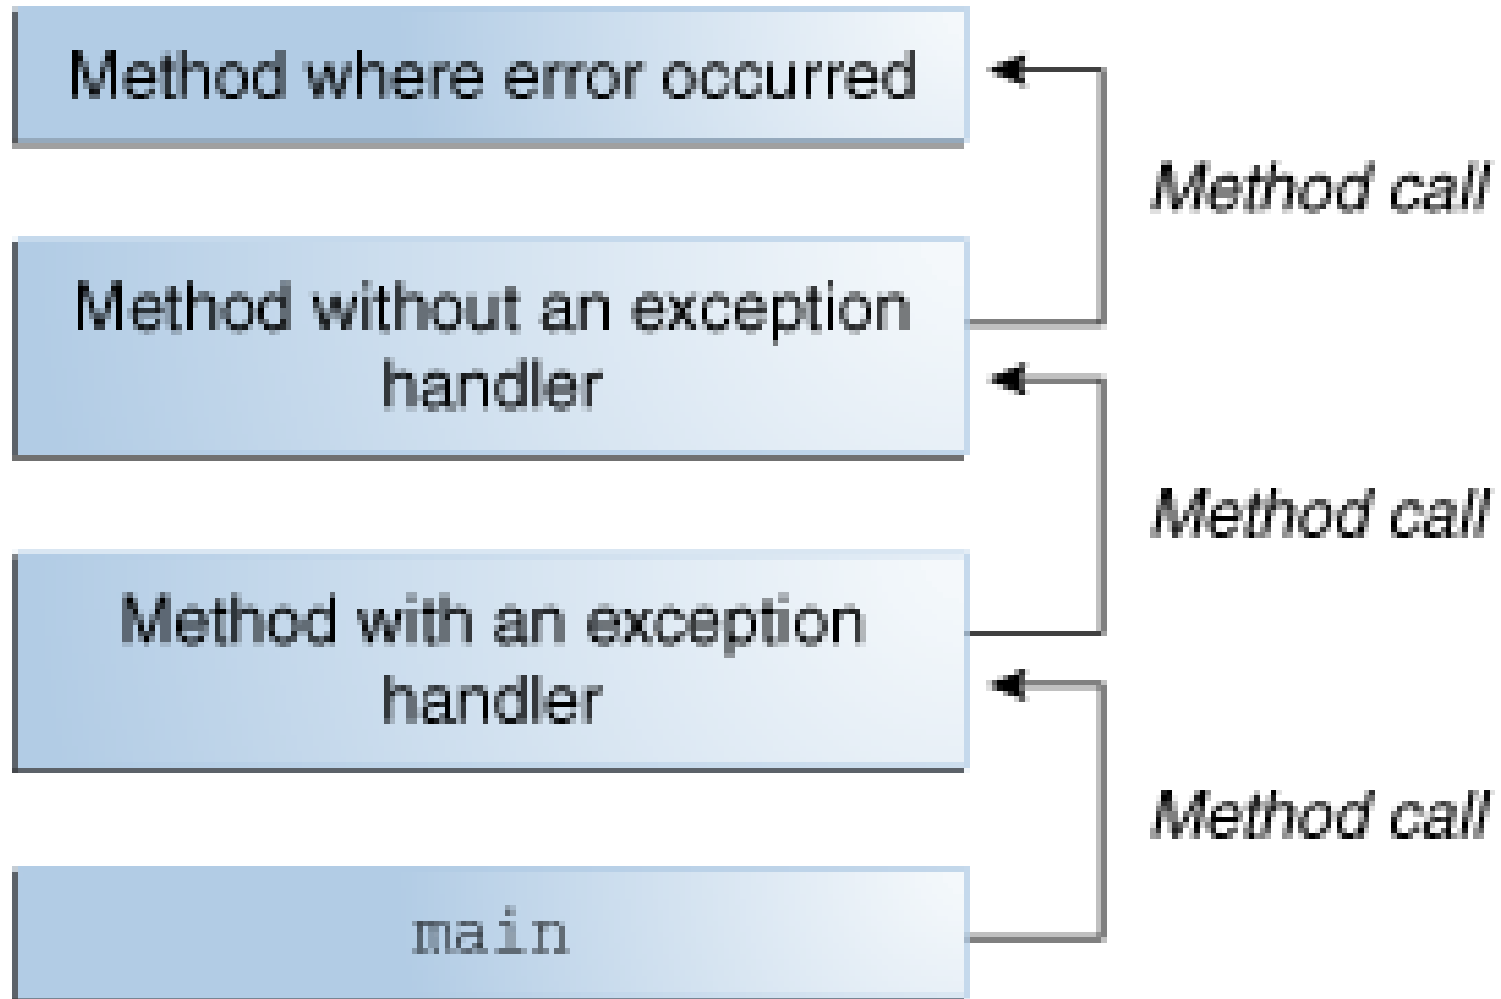 Method where error occurred
Method call
Method without an exception
handler
Method call
Method with an exception
handler
Method call
main